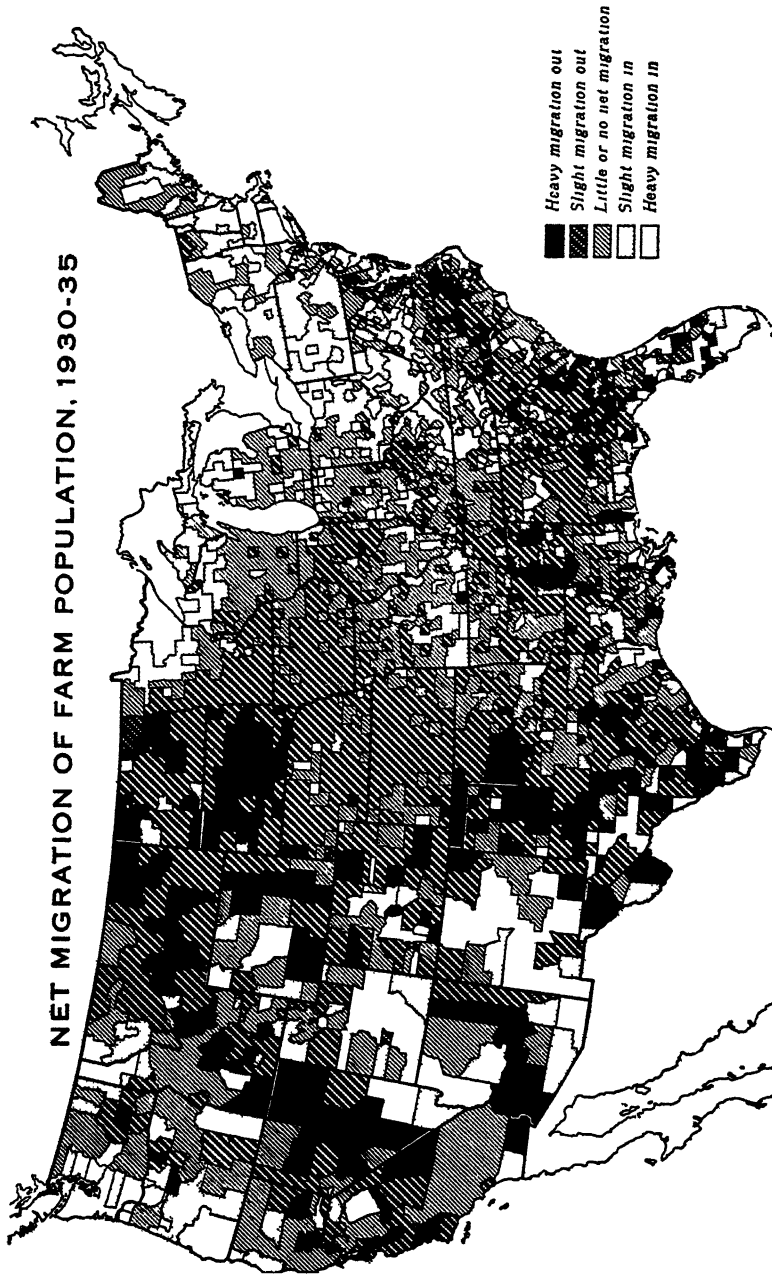 NET MIGRATION OF FARM POPULATION, 1930-35
Heavy migration out
Slight migration out
Little or no net migration
Slight migration in
Heavy migration in